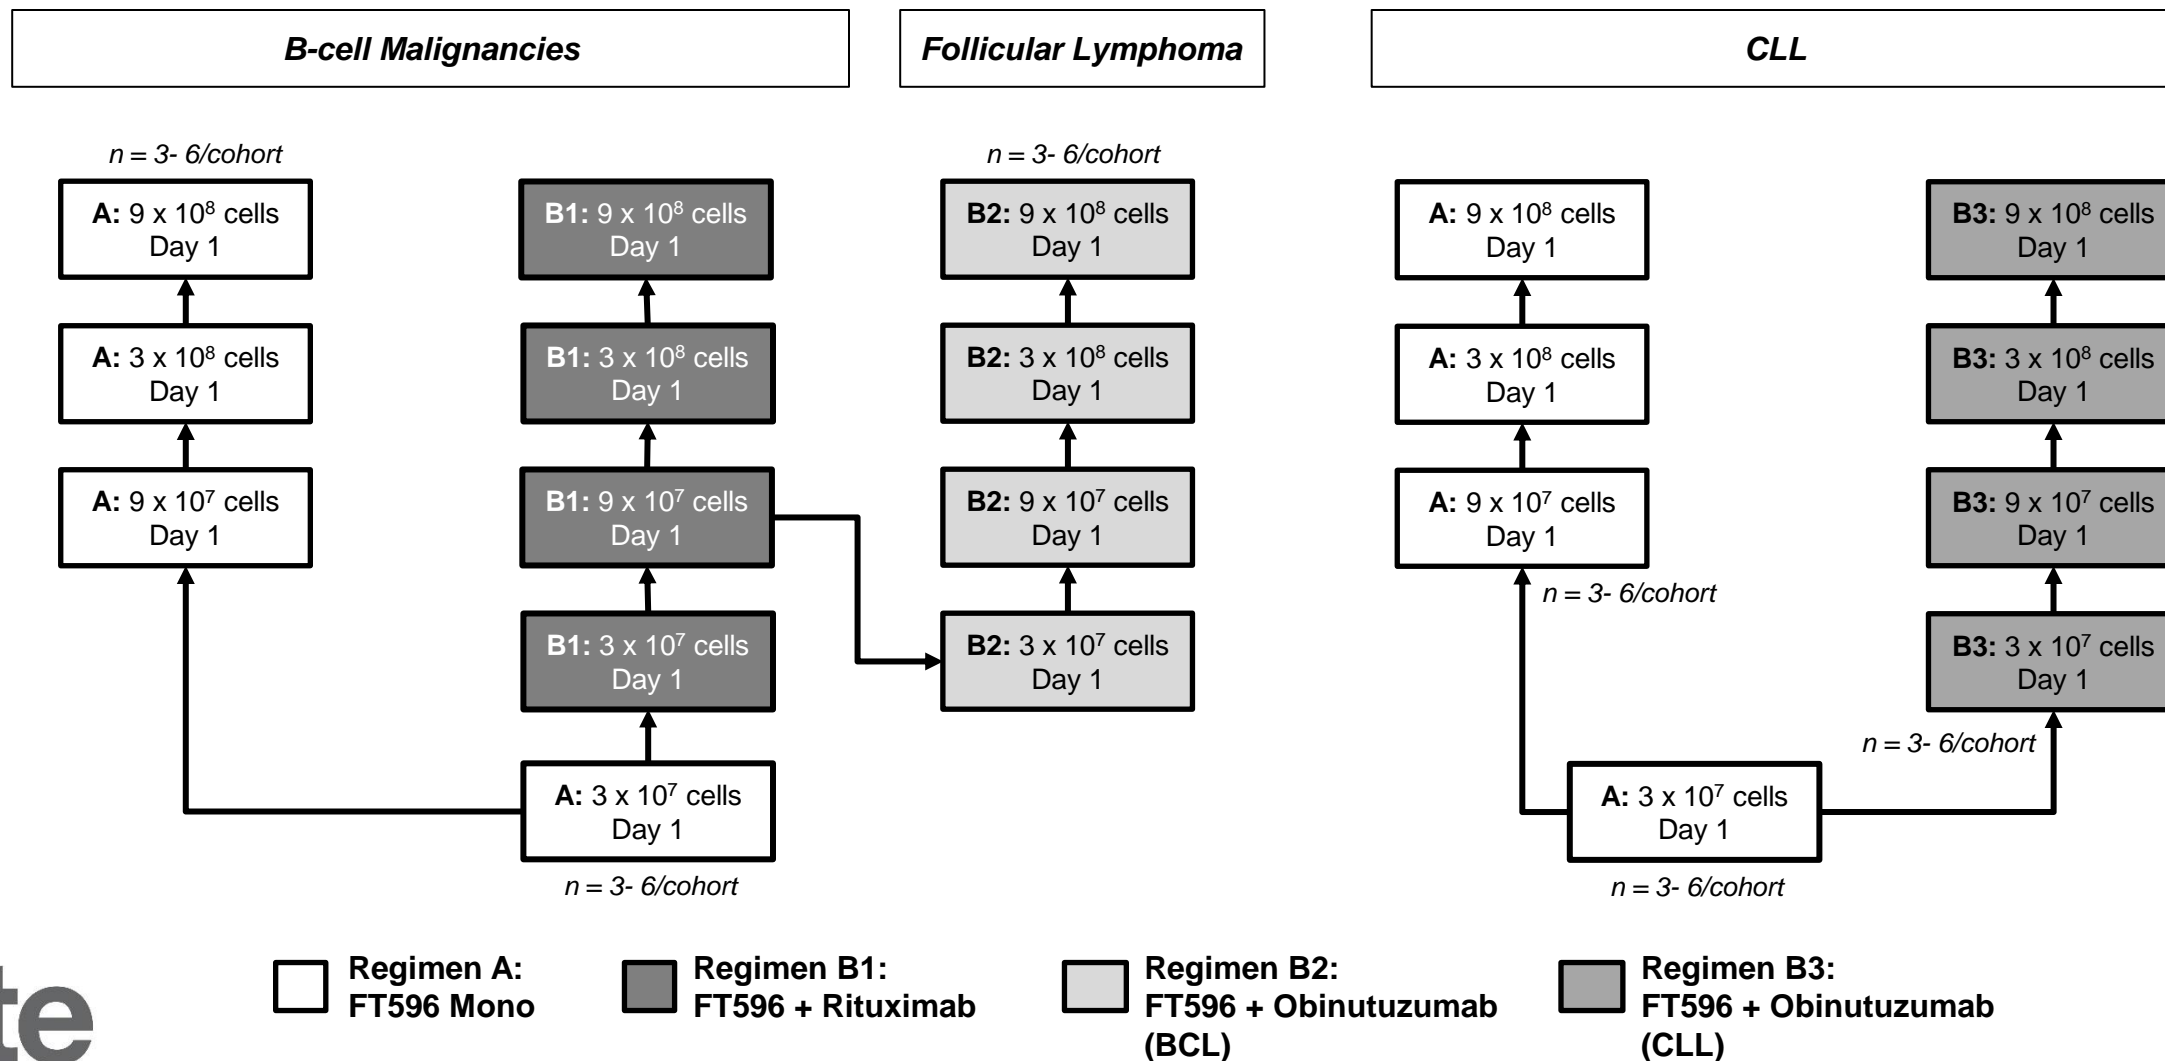 B-cell Malignancies
Follicular Lymphoma
CLL
n = 3- 6/cohort
n = 3- 6/cohort
A: 9 x 10⁸ cells
Day 1
B1: 9 x 10⁸ cells
Day 1
B2: 9 x 10⁸ cells
Day 1
A: 9 x 10⁸ cells
Day 1
B3: 9 x 10⁸ cells
Day 1
A: 3 x 10⁸ cells
Day 1
B1: 3 x 10⁸ cells
Day 1
B2: 3 x 10⁸ cells
Day 1
A: 3 x 10⁸ cells
Day 1
B3: 3 x 10⁸ cells
Day 1
A: 9 x 10⁷ cells
Day 1
B1: 9 x 10⁷ cells
Day 1
B2: 9 x 10⁷ cells
Day 1
A: 9 x 10⁷ cells
Day 1
B3: 9 x 10⁷ cells
Day 1
n = 3- 6/cohort
B1: 3 x 10⁷ cells
Day 1
B2: 3 x 10⁷ cells
Day 1
B3: 3 x 10⁷ cells
Day 1
n = 3- 6/cohort
A: 3 x 10⁷ cells
Day 1
A: 3 x 10⁷ cells
Day 1
n = 3- 6/cohort
n = 3- 6/cohort
Regimen A:
FT596 Mono
Regimen B1:
FT596 + Rituximab
Regimen B2:
FT596 + Obinutuzumab
(BCL)
Regimen B3:
FT596 + Obinutuzumab
(CLL)